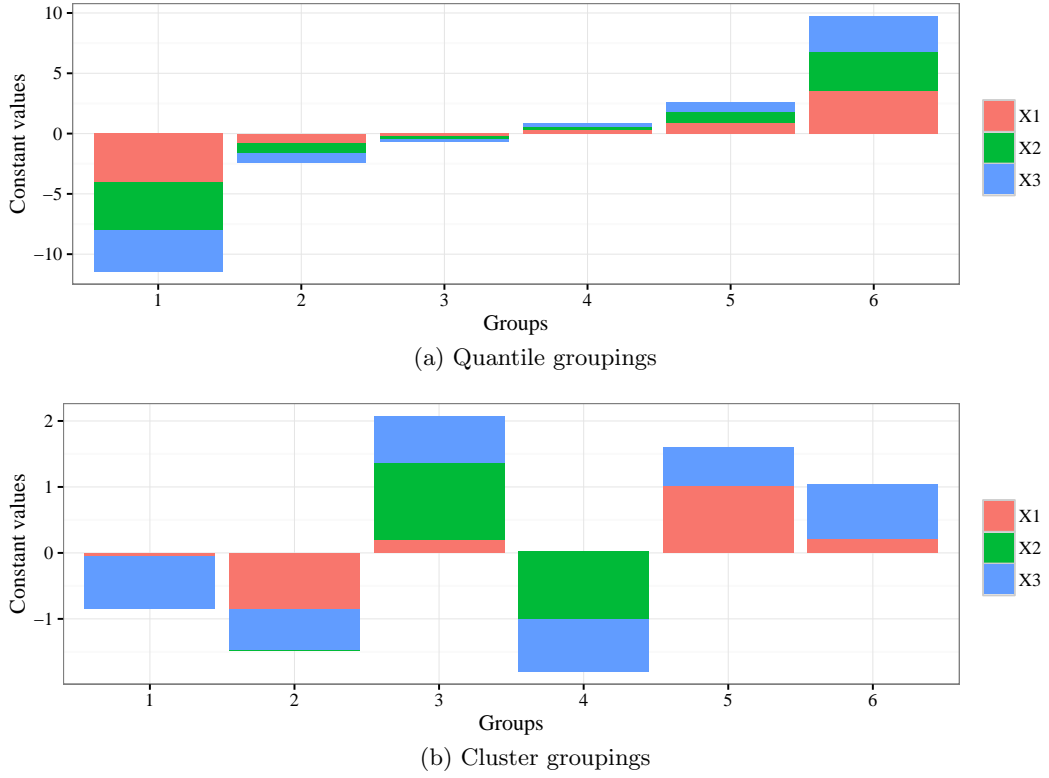 10
5
0
−5
−10
Constant values
1 2 3 4 5 6
Groups
X1
X2
X3
(a) Quantile groupings
2
1
0
−1
Constant values
1 2 3 4 5 6
Groups
X1
X2
X3
(b) Cluster groupings